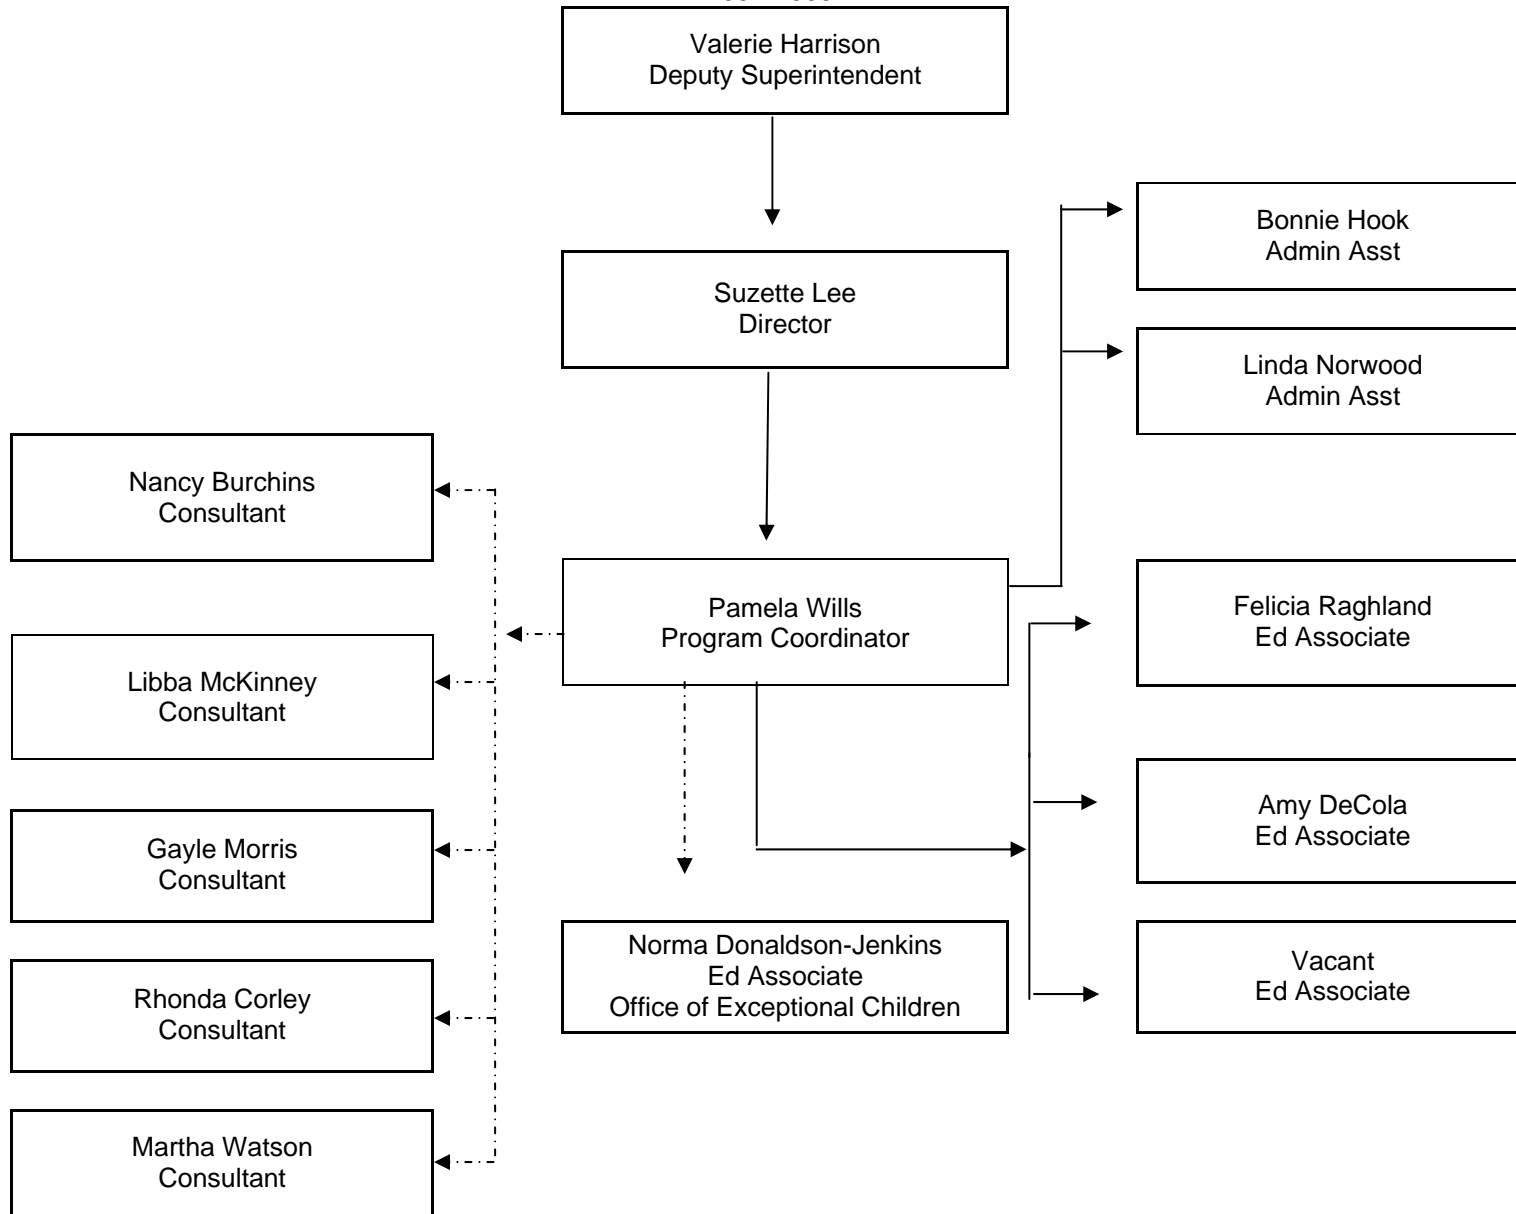 Valerie Harrison
Deputy Superintendent
Suzette Lee
Director
Bonnie Hook
Admin Asst
Linda Norwood
Admin Asst
Nancy Burchins
Consultant
Libba McKinney
Consultant
Gayle Morris
Consultant
Rhonda Corley
Consultant
Martha Watson
Consultant
Pamela Wills
Program Coordinator
Norma Donaldson-Jenkins
Ed Associate
Office of Exceptional Children
Felicia Raghland
Ed Associate
Amy DeCola
Ed Associate
Vacant
Ed Associate